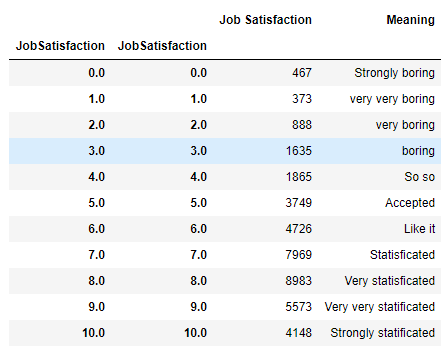 Job Satisfaction Meaning
JobSatisfaction JobSatisfaction
0.0 0.0 467 Strongly boring
1.0 1.0 373 very very boring
2.0 2.0 888 very boring
3.0 3.0 1635 boring
4.0 4.0 1865 So so
5.0 5.0 3749 Accepted
6.0 6.0 4726 Like it
7.0 7.0 7969 Statisficated
8.0 8.0 8983 Very statisficated
9.0 9.0 5573 Very very statificated
10.0 10.0 4148 Strongly statificated